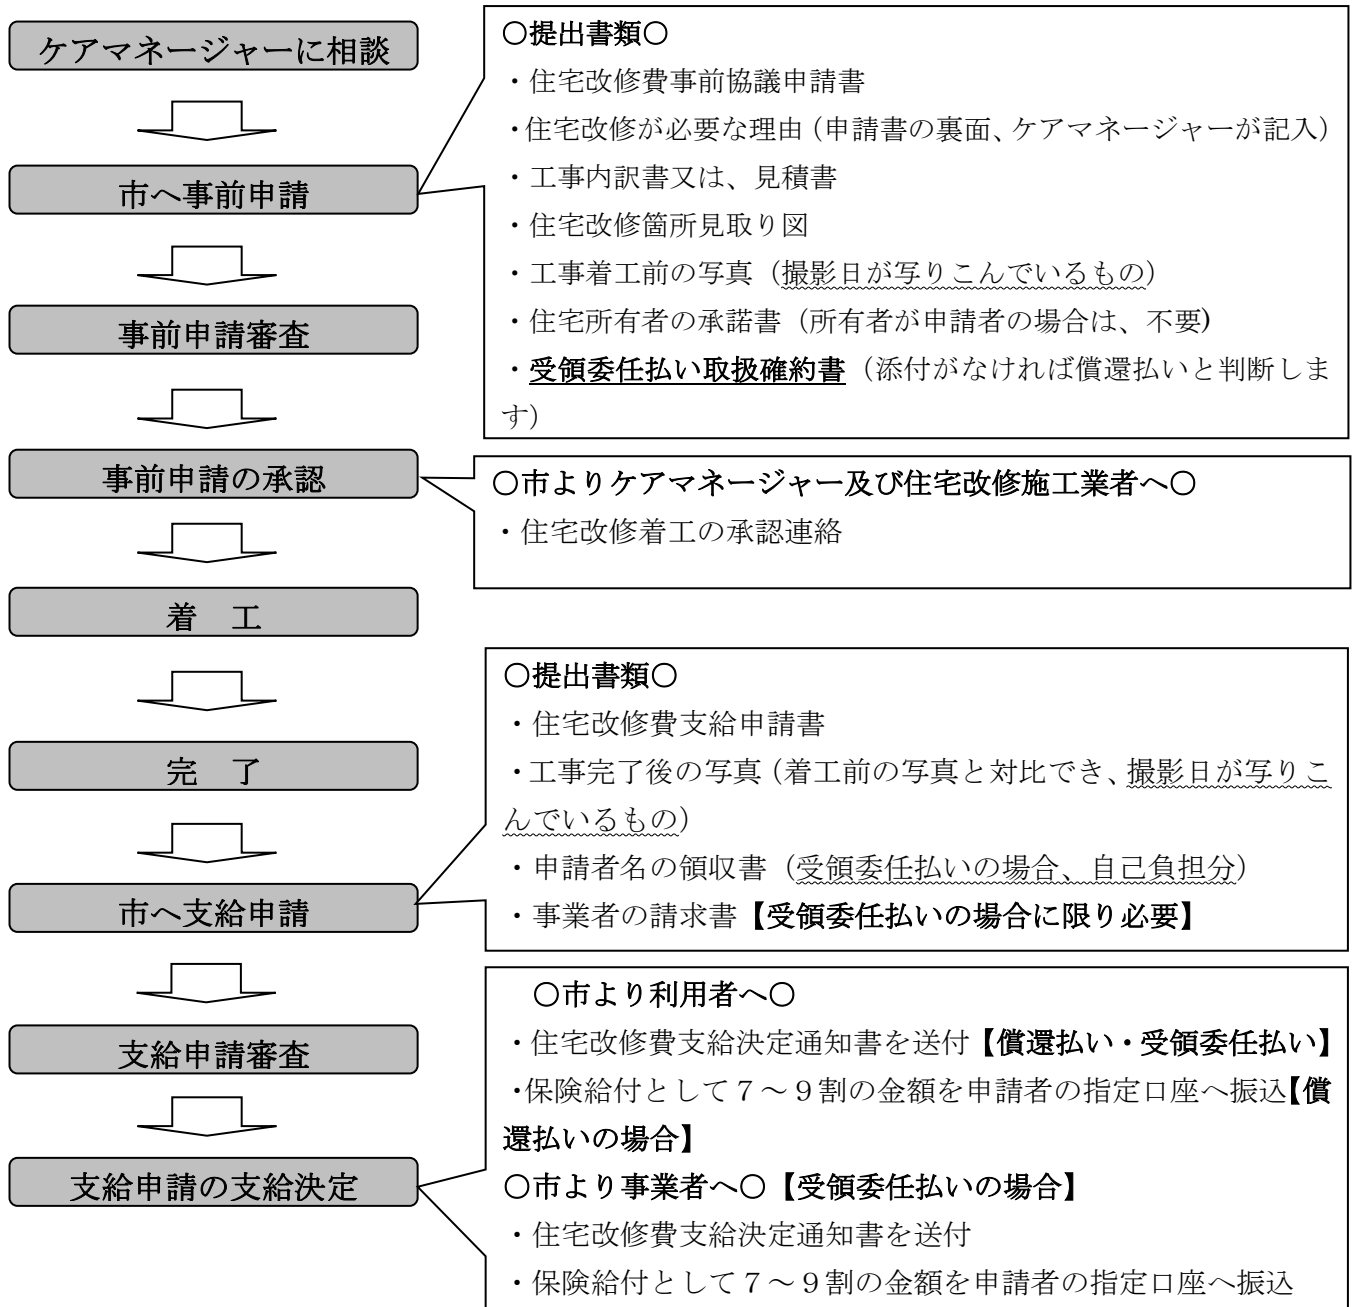 ケアマネージャーに相談
市へ事前申請
〇提出書類〇
・住宅改修費事前協議申請書
・住宅改修が必要な理由（申請書の裏面、ケアマネージャーが記入）
・工事内訳書又は、見積書
・住宅改修箇所見取り図
・工事着工前の写真（撮影日が写りこんでいるもの）
・住宅所有者の承諾書（所有者が申請者の場合は、不要)
・受領委任払い取扱確約書（添付がなければ償還払いと判断しま
す）
事前申請審査
事前申請の承認
〇市よりケアマネージャー及び住宅改修施工業者へ〇
・住宅改修着工の承認連絡
着　工
完　了
市へ支給申請
〇提出書類〇
・住宅改修費支給申請書
・工事完了後の写真（着工前の写真と対比でき、撮影日が写りこ
んでいるもの）
・申請者名の領収書（受領委任払いの場合、自己負担分）
・事業者の請求書【受領委任払いの場合に限り必要】
支給申請審査
支給申請の支給決定
〇市より利用者へ〇
・住宅改修費支給決定通知書を送付【償還払い・受領委任払い】
・保険給付として７～９割の金額を申請者の指定口座へ振込【償
還払いの場合】
〇市より事業者へ〇【受領委任払いの場合】
・住宅改修費支給決定通知書を送付
・保険給付として７～９割の金額を申請者の指定口座へ振込